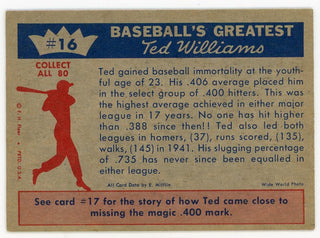 #16
BASEBALL'S GREATEST
Ted Williams
COLLECT
ALL 80
Ted gained baseball immortality at the youth-
ful age of 23. His .406 average placed him
in the select group of .400 hitters. This was
the highest average achieved in either major
league in 17 years. No one has hit higher
than .388 since then!! Ted also led both
leagues in homers, (37), runs scored, (135),
walks, (145) in 1941. His slugging percentage
of .735 has never since been equalled in
either league.
PTD. U.S.A.
All Card Data by E. Mifflin
Wide World Photo
See card #17 for the story of how Ted came close to
missing the magic .400 mark.